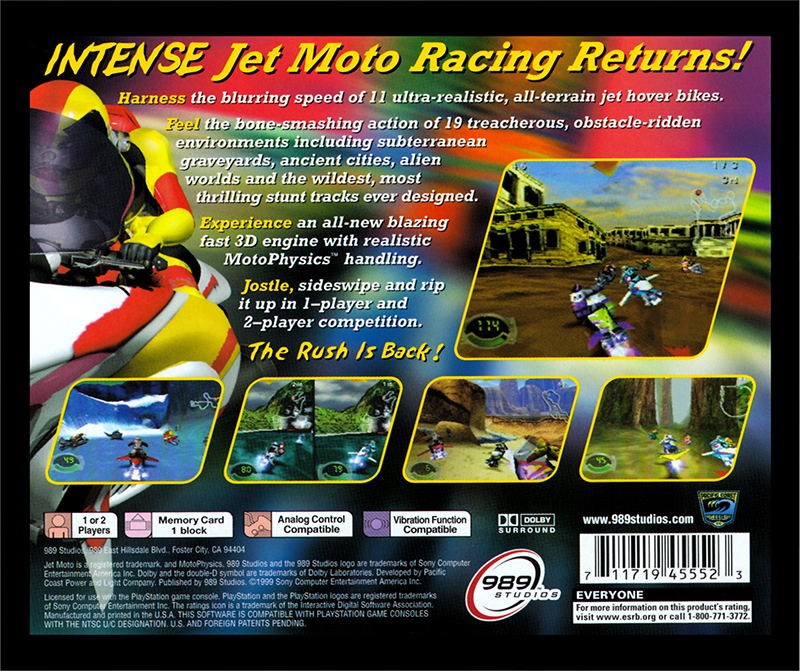 INTENSE Jet Moto Racing Returns!
Harness the blurring speed of 11 ultra-realistic, all-terrain jet hover bikes.
Feel the bone-smashing action of 19 treacherous, obstacle-ridden
environments including subterranean
graveyards, ancient cities, alien
worlds and the wildest, most
thrilling stunt tracks ever designed.
Experience an all-new blazing
fast 3D engine with realistic
MotoPhysics™ handling.
Jostle, sideswipe and rip
it up in 1–player and
2–player competition.
The Rush Is Back!
1/3
174
49
80
79
5
45
1 or 2
Players
Memory Card
1 block
Analog Control
Compatible
Vibration Function
Compatible
DOLBY
SURROUND
www.989studios.com
PACIFIC COAST
989 Studios, 989 East Hillsdale Blvd., Foster City, CA 94404
Jet Moto is a registered trademark, and MotoPhysics, 989 Studios and the 989 Studios logo are trademarks of Sony Computer
Entertainment America Inc. Dolby and the double-D symbol are trademarks of Dolby Laboratories. Developed by Pacific
Coast Power and Light Company. Published by 989 Studios. ©1999 Sony Computer Entertainment America Inc.
Licensed for use with the PlayStation game console. PlayStation and the PlayStation logos are registered trademarks
of Sony Computer Entertainment Inc. The ratings icon is a trademark of the Interactive Digital Software Association.
Manufactured and printed in the U.S.A. THIS SOFTWARE IS COMPATIBLE WITH PLAYSTATION GAME CONSOLES
WITH THE NTSC U/C DESIGNATION. U.S. AND FOREIGN PATENTS PENDING.
989
STUDIOS
7 11719 45552 3
EVERYONE
For more information on this product's rating,
visit www.esrb.org or call 1-800-771-3772.